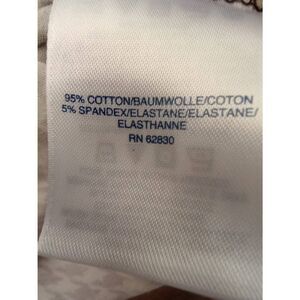 95% COTTON/BAUMWOLLE/COTON
5% SPANDEX/ELASTANE/ELASTANE/
ELASTHANNE
RN 62830